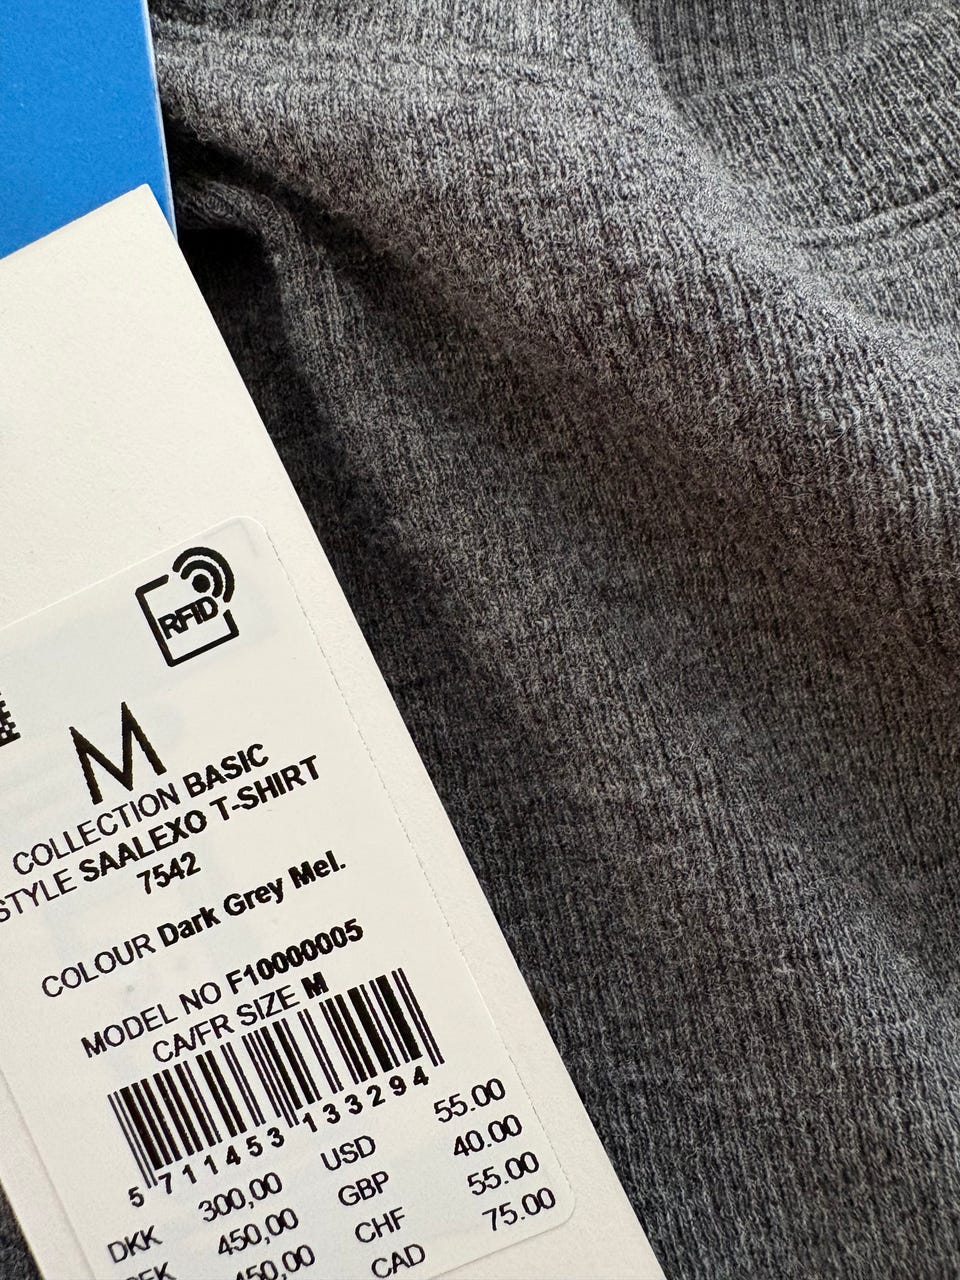 RFID
M
COLLECTION BASIC
STYLE SAALEXO T-SHIRT
7542
COLOUR Dark Grey Mel.
MODEL NO F10000005
CA/FR SIZE M
5 711453 133294
DKK 300,00 USD 55.00
450,00 GBP 40.00
450,00 CHF 55.00
CAD 75.00